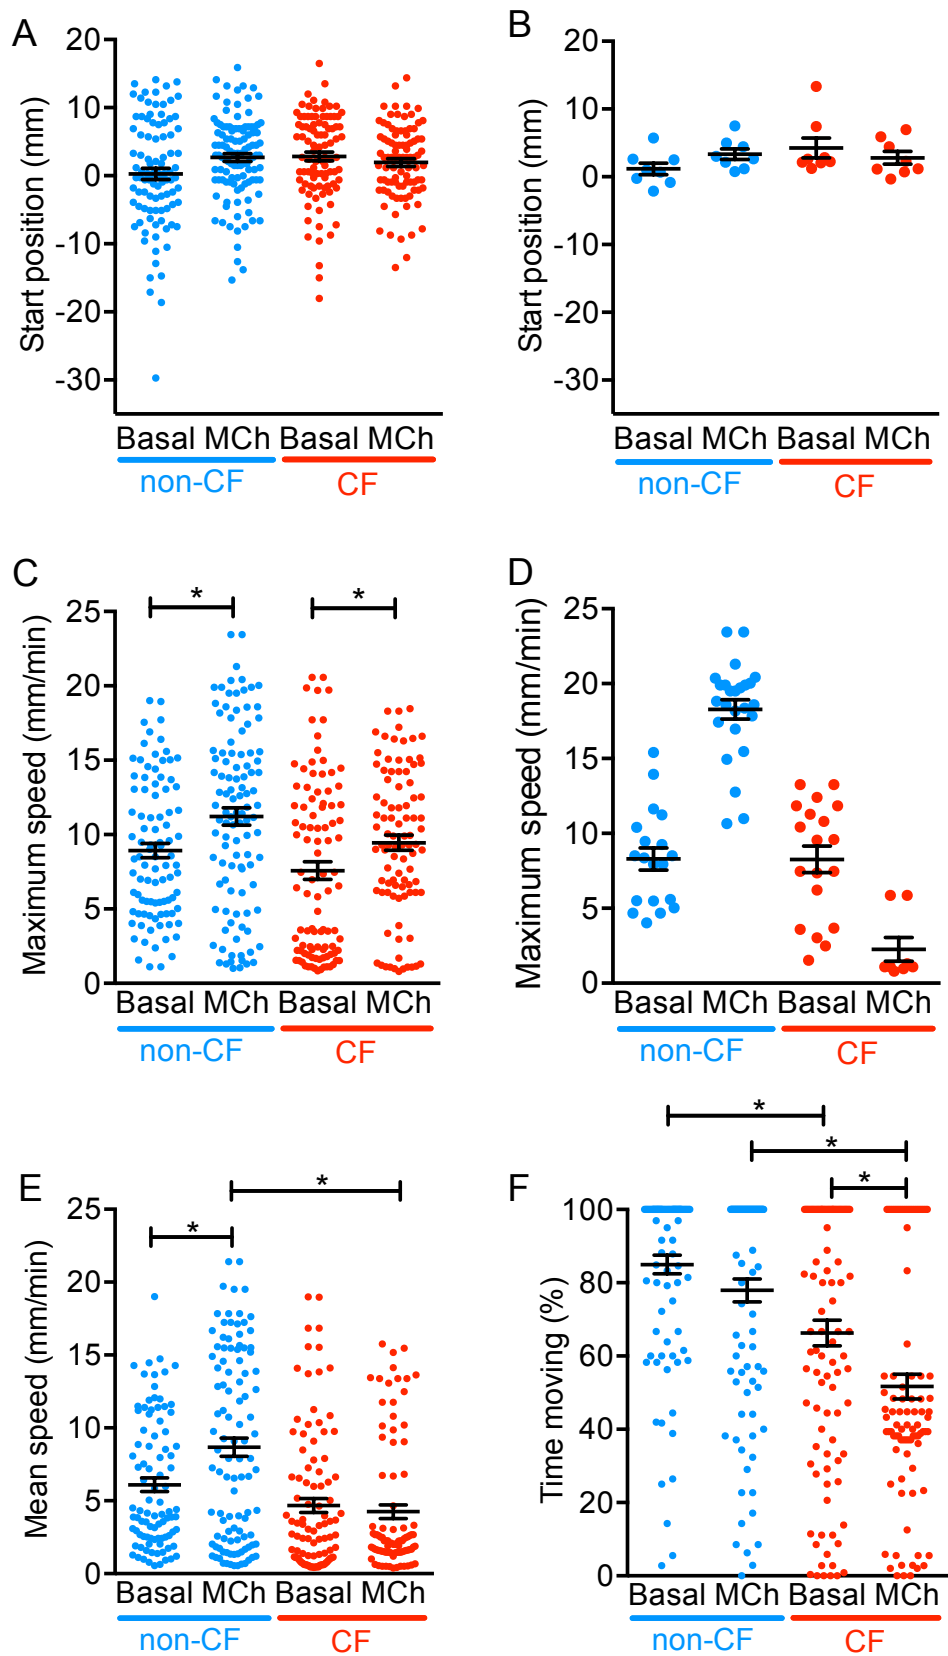 A
Start position (mm)
20
10
0
-10
-20
-30
Basal MCh Basal MCh
non-CF CF
B
Start position (mm)
20
10
0
-10
-20
-30
Basal MCh Basal MCh
non-CF CF
C
Maximum speed (mm/min)
* *
25
20
15
10
5
0
Basal MCh Basal MCh
non-CF CF
D
Maximum speed (mm/min)
25
20
15
10
5
0
Basal MCh Basal MCh
non-CF CF
E
Mean speed (mm/min)
*
*
25
20
15
10
5
0
Basal MCh Basal MCh
non-CF CF
F
Time moving (%)
*
*
*
100
80
60
40
20
0
Basal MCh Basal MCh
non-CF CF